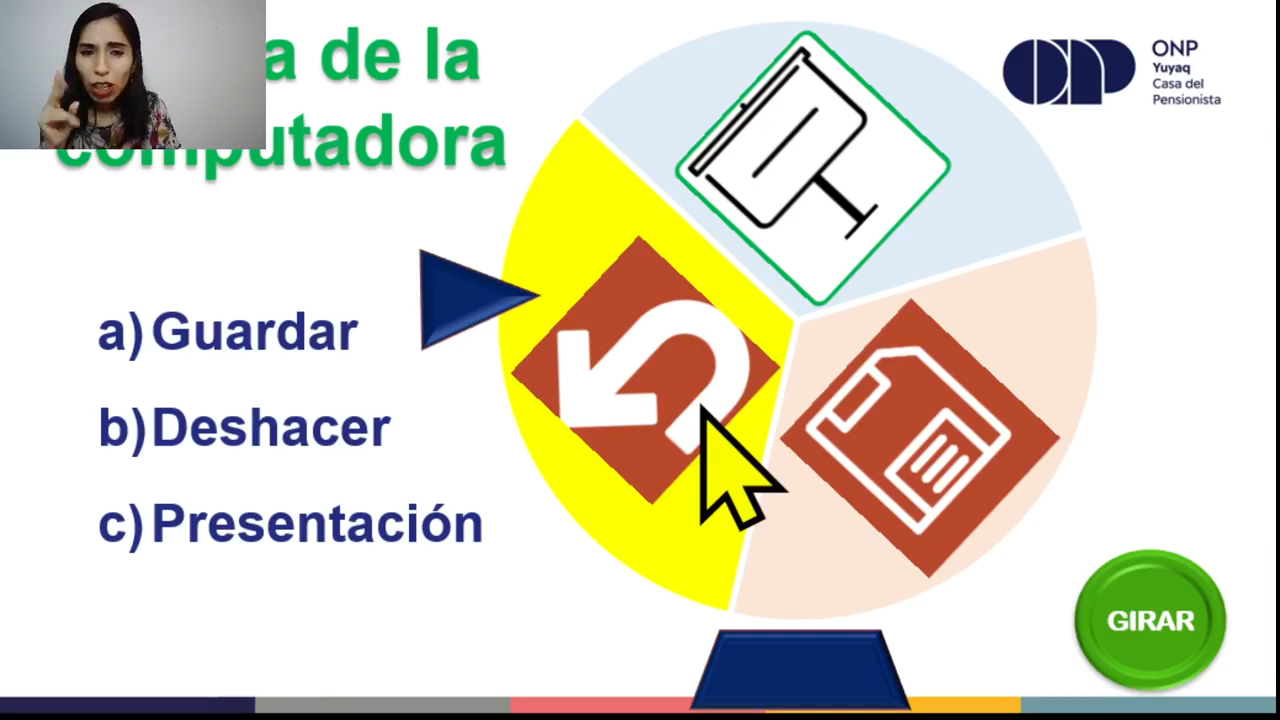 a de la
computadora
ONP
Yuyaq
Casa del
Pensionista
a) Guardar
b) Deshacer
c) Presentación
GIRAR